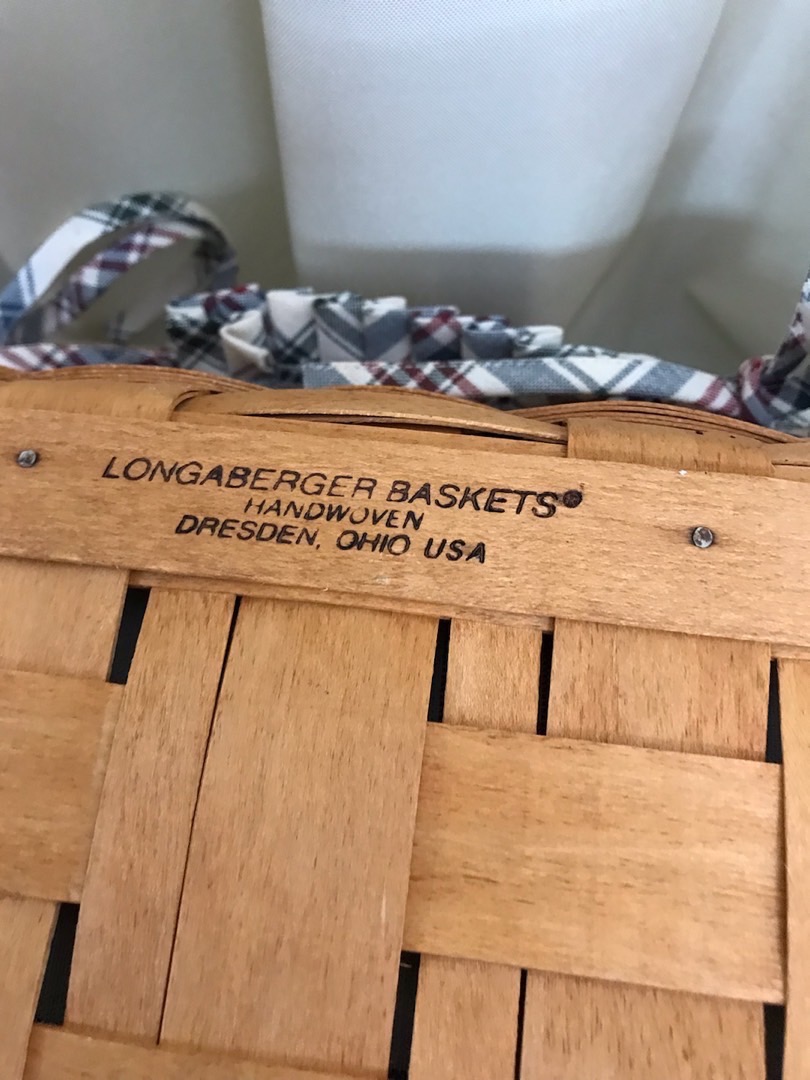 LONGABERGER BASKETS®
HANDWOVEN
DRESDEN, OHIO USA